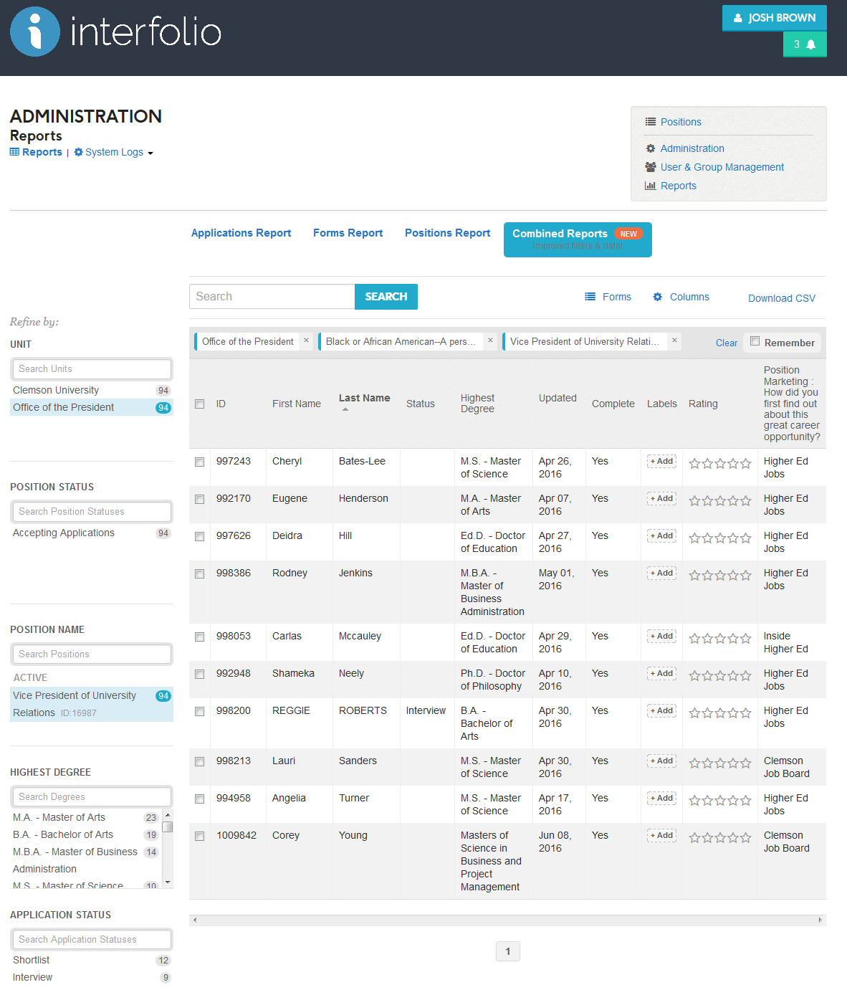 interfolio
JOSH BROWN
3
ADMINISTRATION
Reports
Reports | System Logs
Positions
Administration
User & Group Management
Reports
Applications Report
Forms Report
Positions Report
Combined Reports NEW
Improved filters & data!
Search
SEARCH
Forms
Columns
Download CSV
Refine by:
UNIT
Search Units
Clemson University 94
Office of the President 94
POSITION STATUS
Search Position Statuses
Accepting Applications 94
POSITION NAME
Search Positions
ACTIVE
Vice President of University 94
Relations ID:16987
HIGHEST DEGREE
Search Degrees
M.A. - Master of Arts 23
B.A. - Bachelor of Arts 19
M.B.A. - Master of Business 14
Administration
M.S. - Master of Science 10
APPLICATION STATUS
Search Application Statuses
Shortlist 12
Interview 9
Office of the President × Black or African American--A pers... × Vice President of University Relati... × Clear Remember
ID
First Name
Last Name
Status
Highest
Degree
Updated
Complete
Labels
Rating
Position
Marketing :
How did you
first find out
about this
great career
opportunity?
997243 Cheryl Bates-Lee M.S. - Master Apr 26, Yes + Add Higher Ed
of Science 2016 Jobs
992170 Eugene Henderson M.A. - Master Apr 07, Yes + Add Higher Ed
of Arts 2016 Jobs
997626 Deidra Hill Ed.D. - Doctor Apr 27, Yes + Add Higher Ed
of Education 2016 Jobs
998386 Rodney Jenkins M.B.A. - May 01, Yes + Add Higher Ed
Master of 2016 Jobs
Business
Administration
998053 Carlas Mccauley Ed.D. - Doctor Apr 29, Yes + Add Inside
of Education 2016 Higher Ed
992948 Shameka Neely Ph.D. - Doctor Apr 10, Yes + Add Higher Ed
of Philosophy 2016 Jobs
998200 REGGIE ROBERTS Interview B.A. - Apr 30, Yes + Add Higher Ed
Bachelor of 2016 Jobs
Arts
998213 Lauri Sanders M.S. - Master Apr 30, Yes + Add Clemson
of Science 2016 Job Board
994958 Angelia Turner M.S. - Master Apr 17, Yes + Add Higher Ed
of Science 2016 Jobs
1009842 Corey Young Masters of Jun 08, Yes + Add Clemson
Science in 2016 Job Board
Business and
Project
Management
1